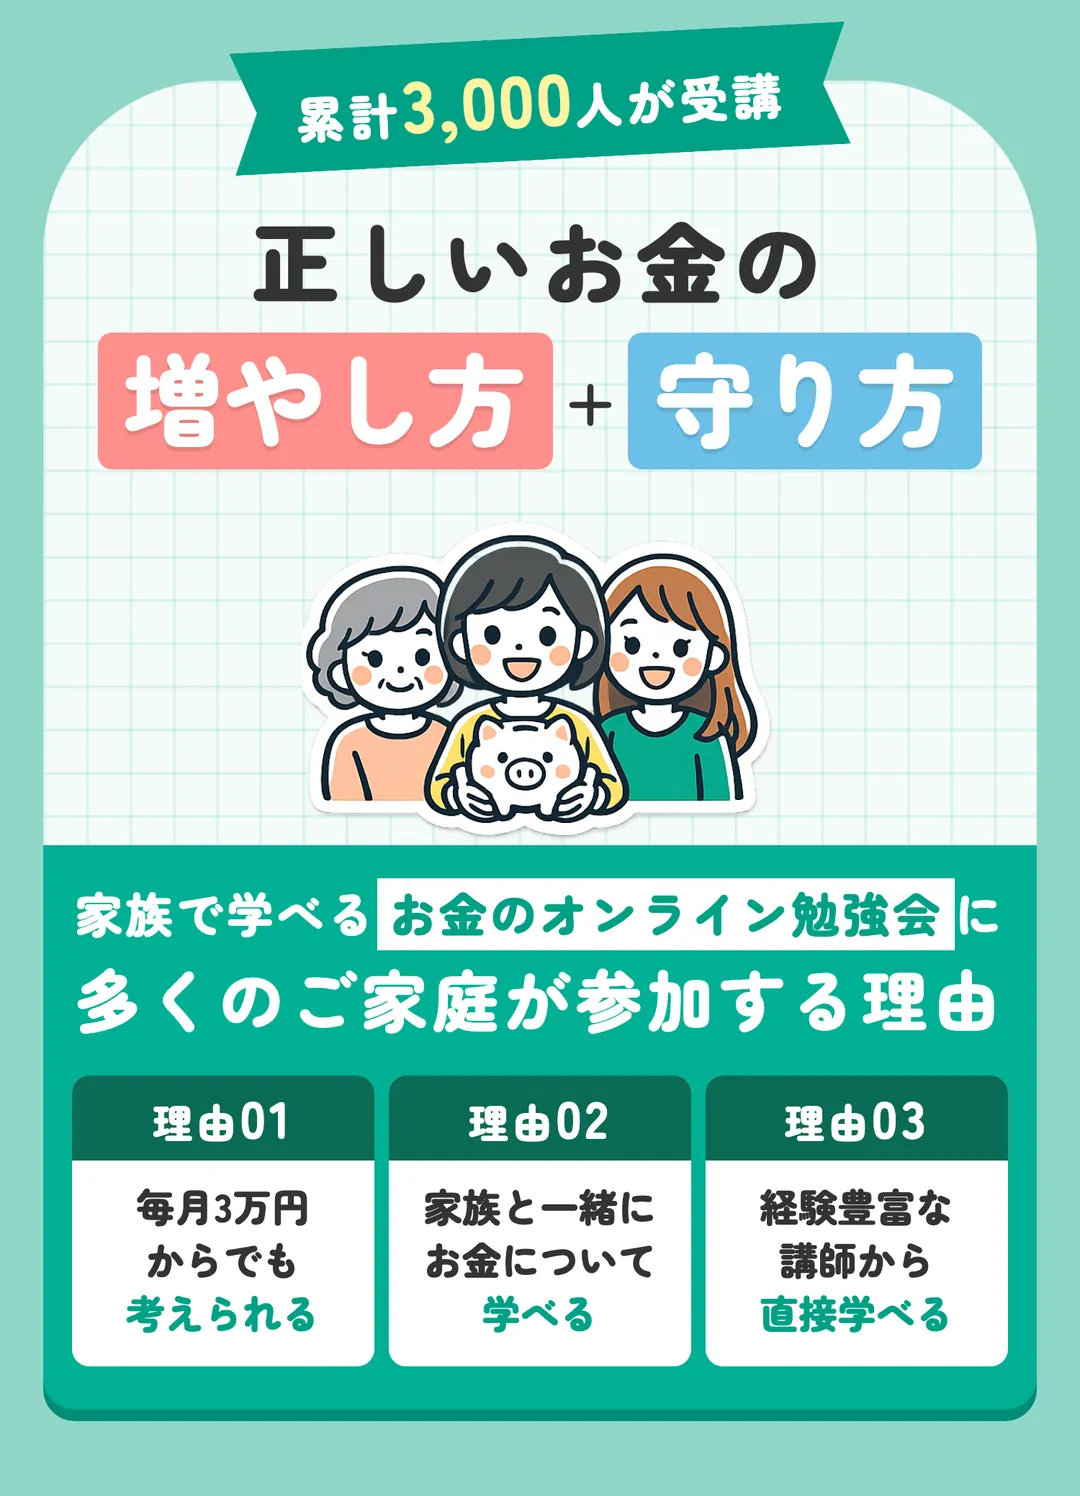 累計3,000人が受講
正しいお金の
増やし方+守り方
家族で学べるお金のオンライン勉強会に
多くのご家庭が参加する理由
理由01
毎月3万円
からでも
考えられる
理由02
家族と一緒に
お金について
学べる
理由03
経験豊富な
講師から
直接学べる